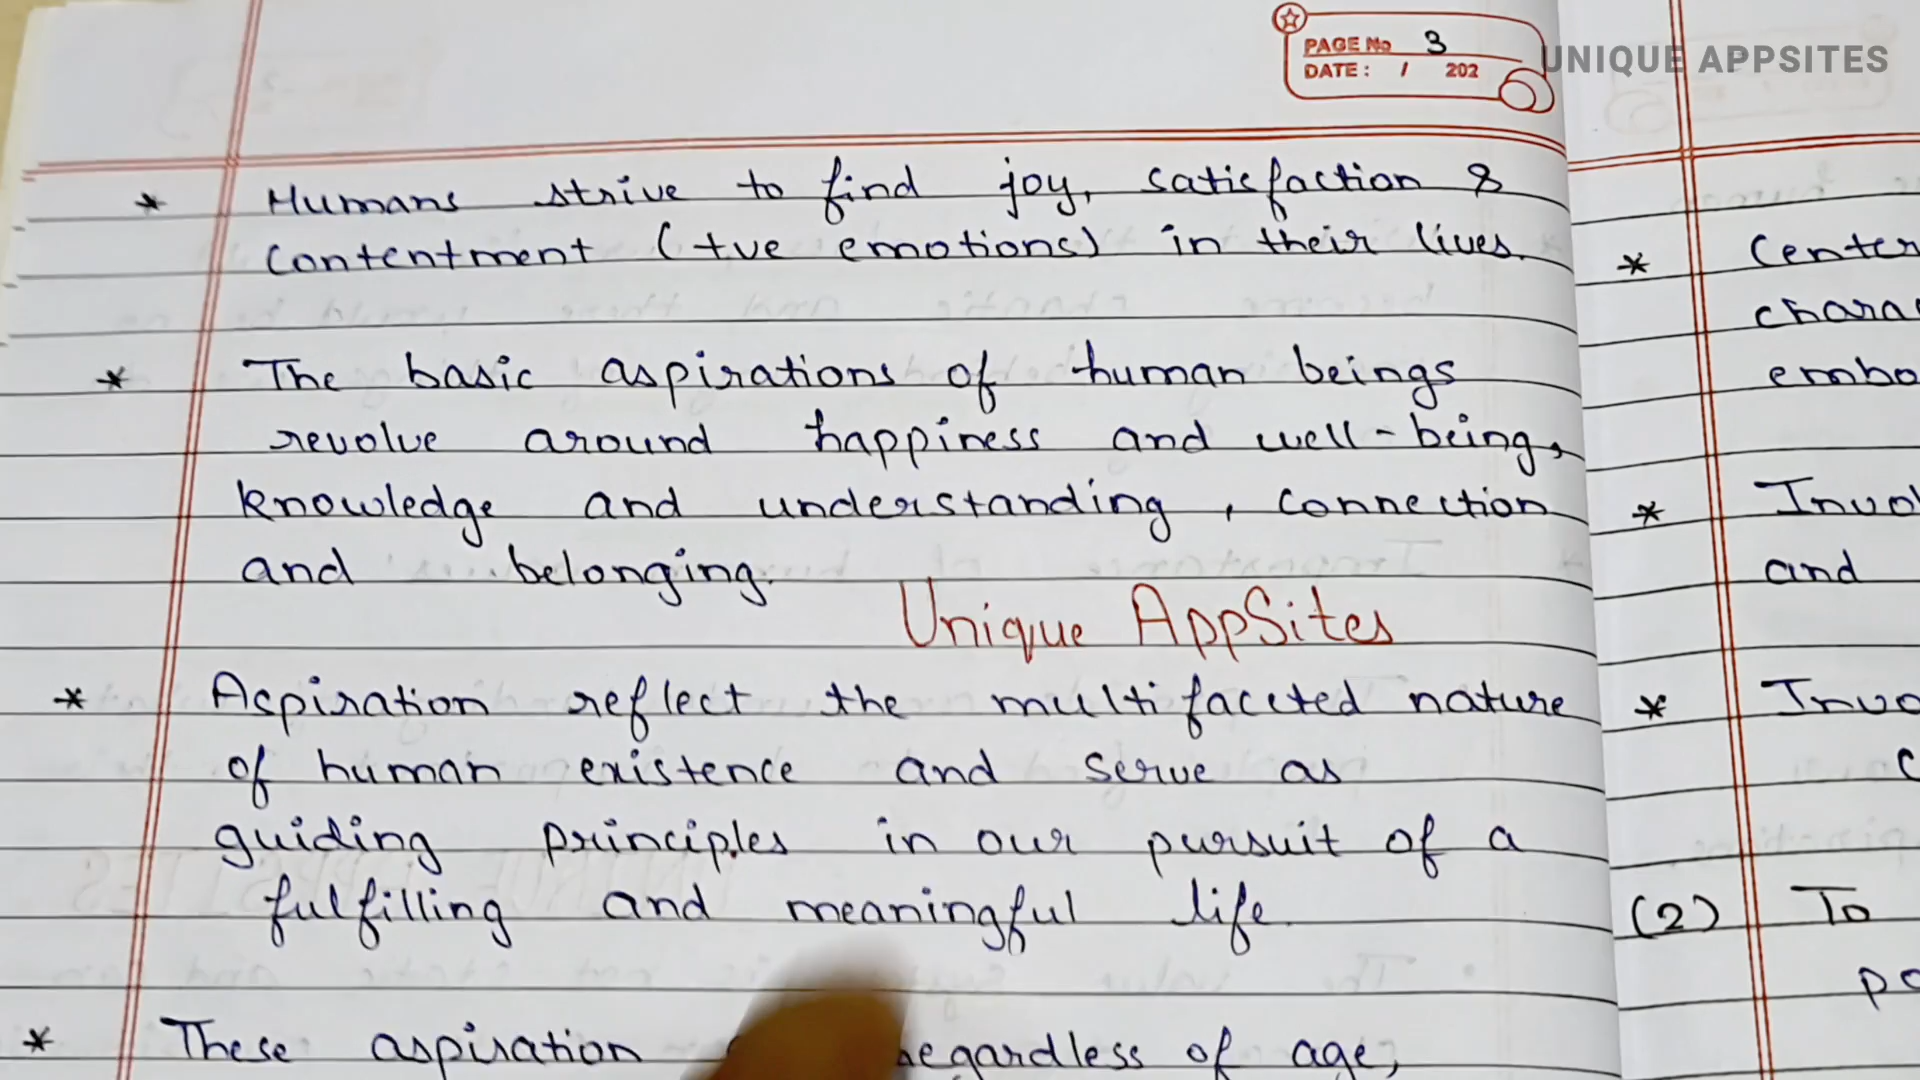 PAGE No 3
DATE: / 202
UNIQUE APPSITES
* Humans strive to find joy, satisfaction &
contentment (+ve emotions) in their lives.
* The basic aspirations of human beings
revolve around happiness and well-being,
knowledge and understanding, connection
and belonging.
Unique AppSites
* Aspiration reflect the multifaceted nature
of human existence and serve as
guiding principles in our pursuit of a
fulfilling and meaningful life.
* These aspiration regardless of age,
* Center
charac
embo
* Invol
and
* Invo
c
(2) To
po